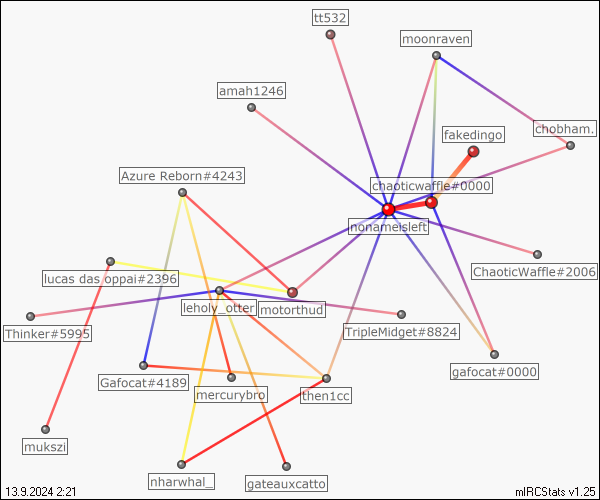 tt532
moonraven
amah1246
fakedingo
chobham.
Azure Reborn#4243
chaoticwaffle#0000
nonameisleft
lucas das oppai#2396
ChaoticWaffle#2006
leholy_otter
motorthud
Thinker#5995
TripleMidget#8824
Gafocat#4189
mercurybro
then1cc
gafocat#0000
mukszi
nharwhal_
gateauxcatto
13.9.2024 2:21
mIRCStats v1.25